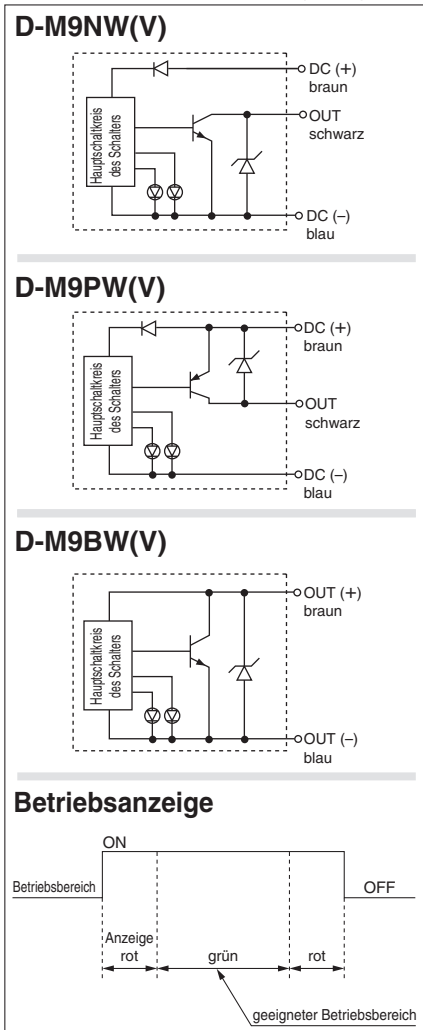 D-M9NW(V)
DC (+)
braun
OUT
schwarz
Hauptschaltkreis
des Schalters
DC (–)
blau
D-M9PW(V)
DC (+)
braun
Hauptschaltkreis
des Schalters
OUT
schwarz
DC (–)
blau
D-M9BW(V)
OUT (+)
braun
Hauptschaltkreis
des Schalters
OUT (–)
blau
Betriebsanzeige
ON
Betriebsbereich
OFF
Anzeige
rot
grün
rot
geeigneter Betriebsbereich